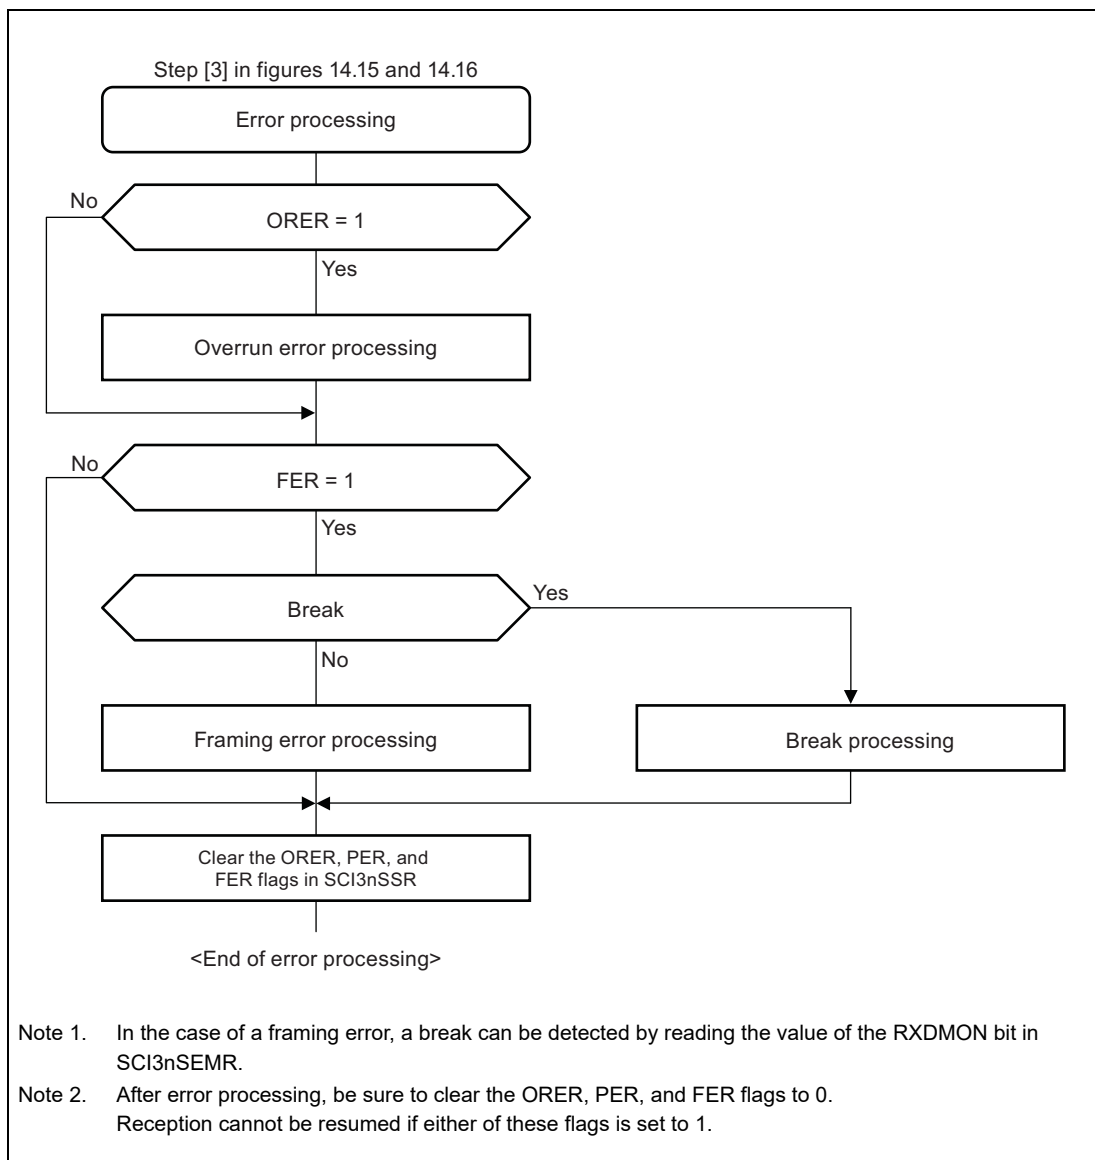 Step [3] in figures 14.15 and 14.16
Error processing
No
ORER = 1
Yes
Overrun error processing
No
FER = 1
Yes
Break
Yes
No
Framing error processing
Break processing
Clear the ORER, PER, and
FER flags in SCI3nSSR
<End of error processing>
Note 1. In the case of a framing error, a break can be detected by reading the value of the RXDMON bit in
SCI3nSEMR.
Note 2. After error processing, be sure to clear the ORER, PER, and FER flags to 0.
Reception cannot be resumed if either of these flags is set to 1.